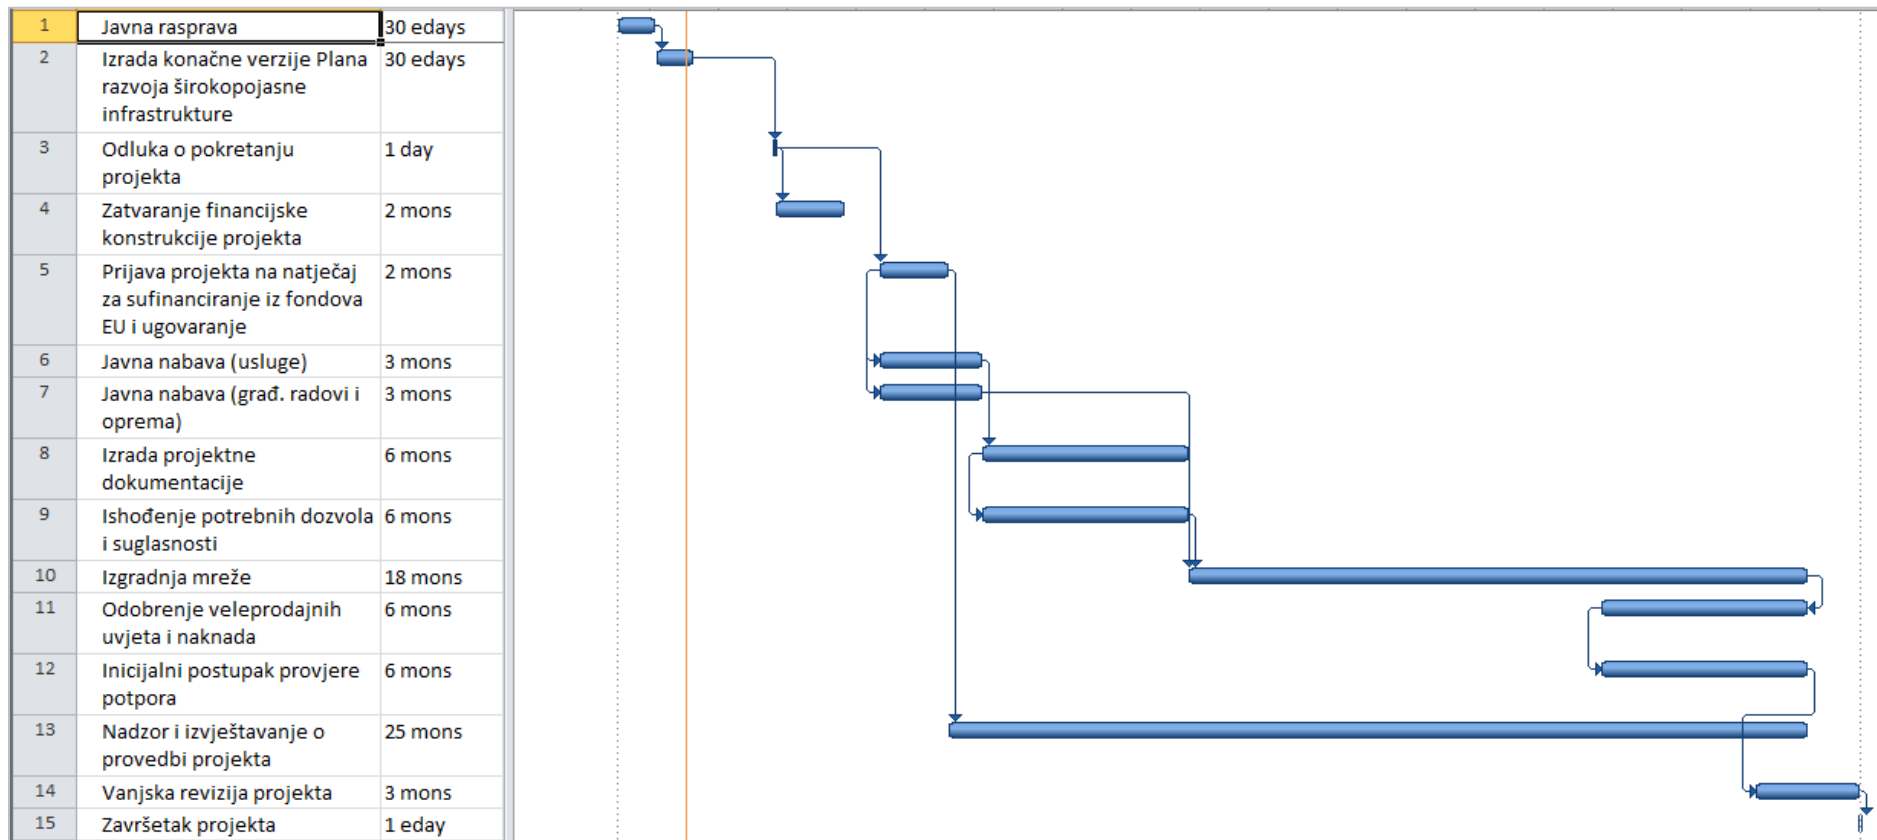 1 Javna rasprava 30 edays
2 Izrada konačne verzije Plana 30 edays
razvoja širokopojasne
infrastrukture
3 Odluka o pokretanju 1 day
projekta
4 Zatvaranje financijske 2 mons
konstrukcije projekta
5 Prijava projekta na natječaj 2 mons
za sufinanciranje iz fondova
EU i ugovaranje
6 Javna nabava (usluge) 3 mons
7 Javna nabava (građ. radovi i 3 mons
oprema)
8 Izrada projektne 6 mons
dokumentacije
9 Ishođenje potrebnih dozvola 6 mons
i suglasnosti
10 Izgradnja mreže 18 mons
11 Odobrenje veleprodajnih 6 mons
uvjeta i naknada
12 Inicijalni postupak provjere 6 mons
potpora
13 Nadzor i izvještavanje o 25 mons
provedbi projekta
14 Vanjska revizija projekta 3 mons
15 Završetak projekta 1 eday